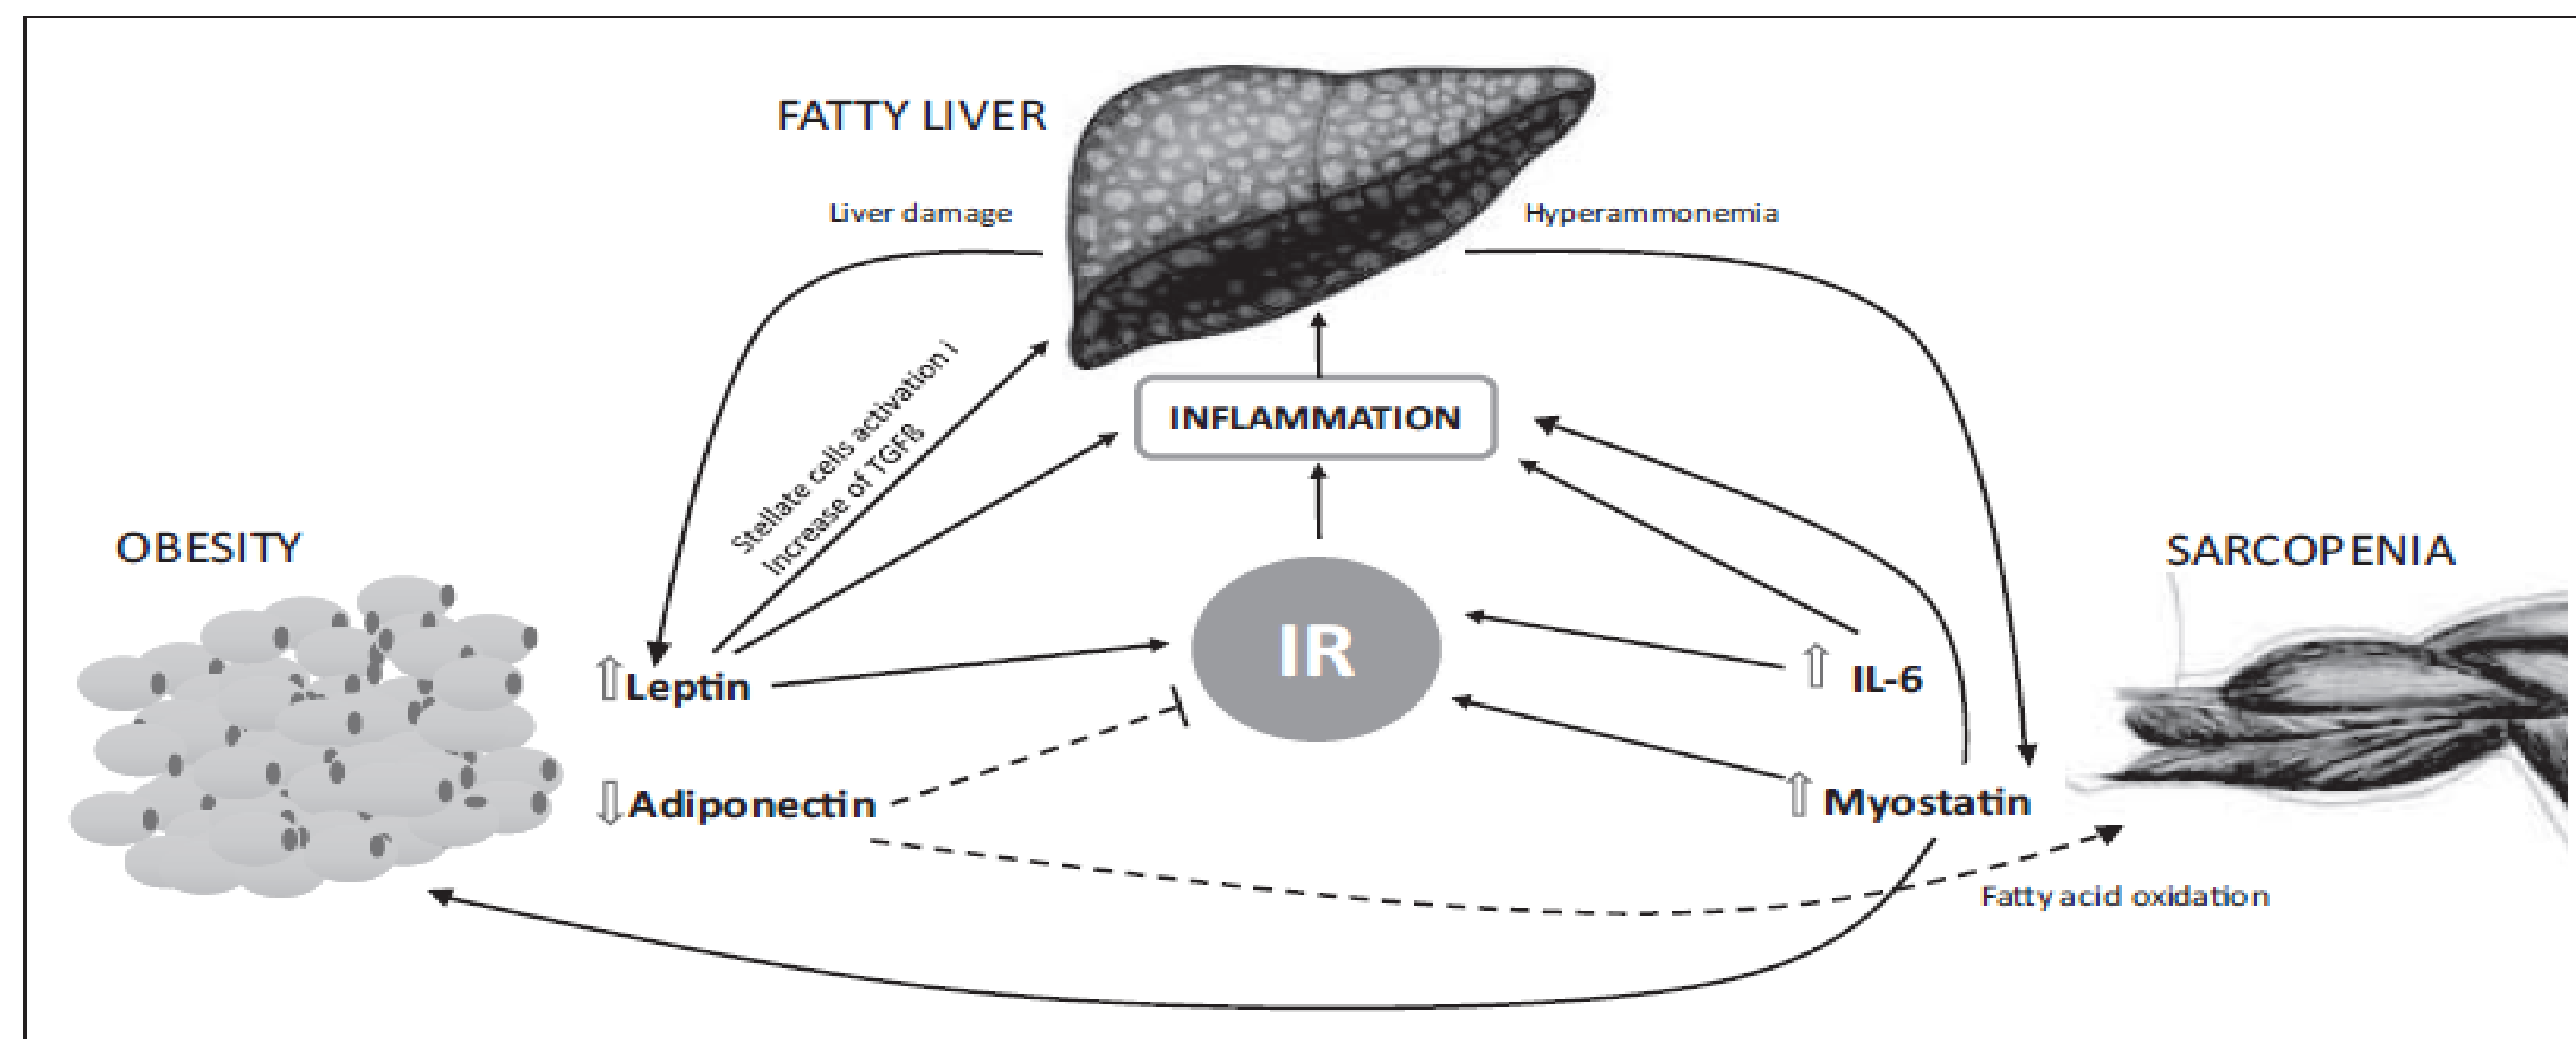 FATTY LIVER
Liver damage
Hyperammonemia
Stellate cells activation i
increase of TGFß
INFLAMMATION
OBESITY
SARCOPENIA
IR
⇧Leptin
⇧ IL-6
⇩Adiponectin
⇧ Myostatin
Fatty acid oxidation